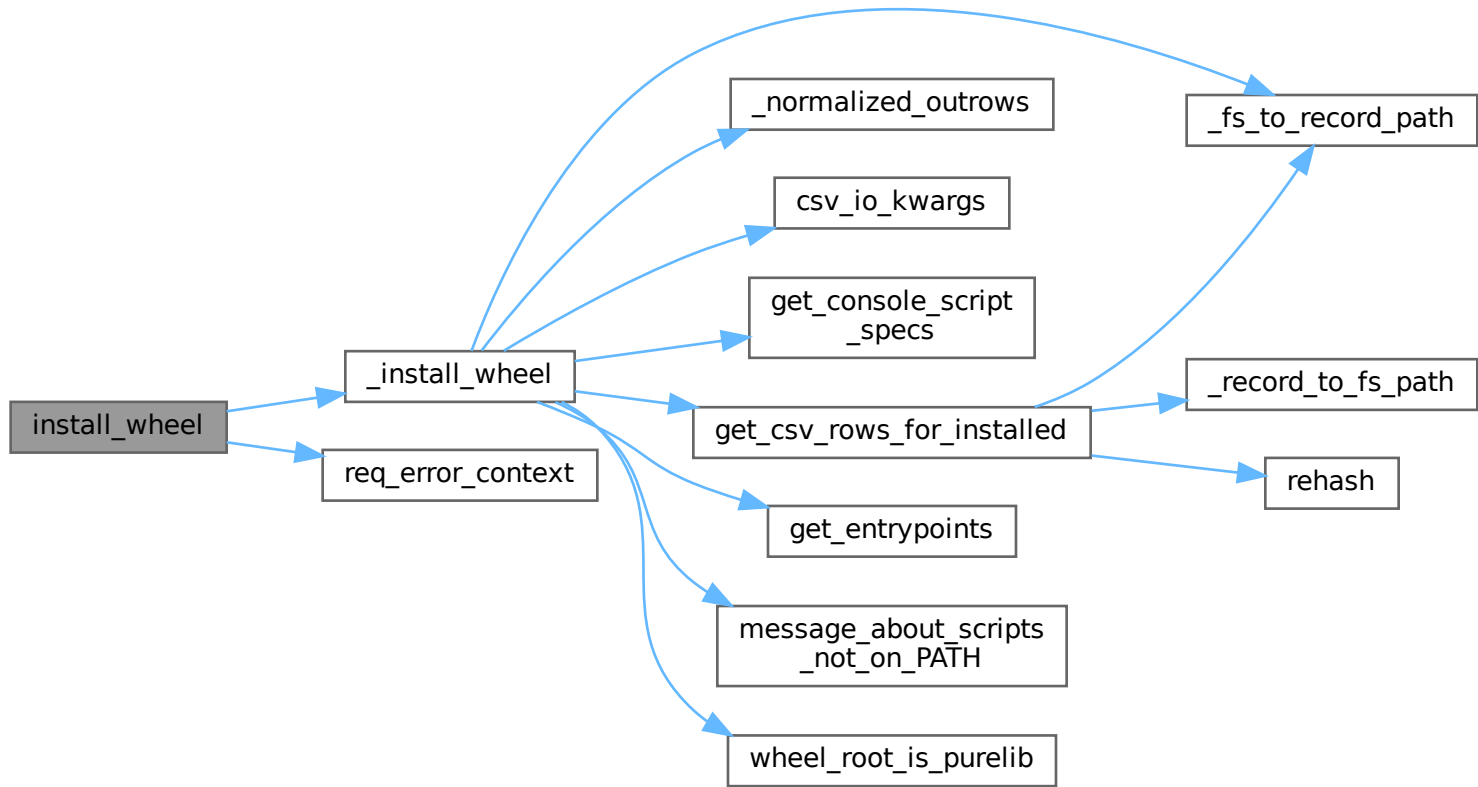 install_wheel
_install_wheel
req_error_context
_normalized_outrows
csv_io_kwargs
get_console_script
_specs
get_csv_rows_for_installed
get_entrypoints
message_about_scripts
_not_on_PATH
wheel_root_is_purelib
_fs_to_record_path
_record_to_fs_path
rehash